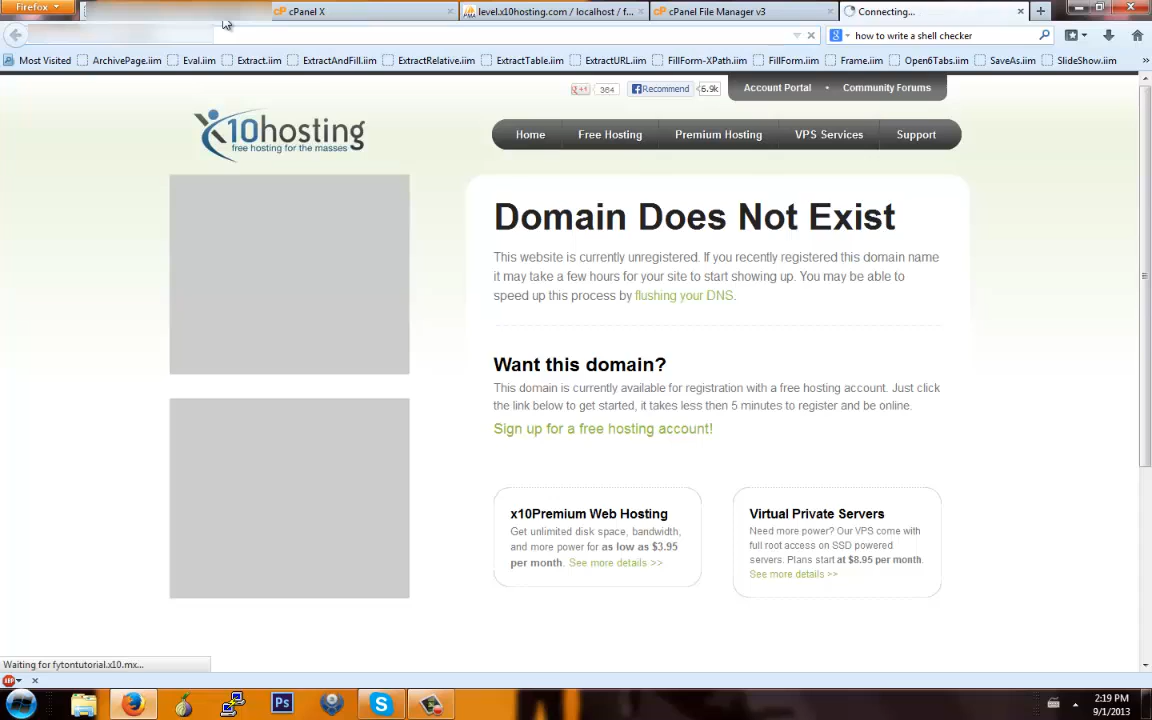 Firefox
cPanel X
level.x10hosting.com / localhost / f...
cPanel File Manager v3
Connecting...
how to write a shell checker
Most Visited
ArchivePage.iim
Eval.iim
Extract.iim
ExtractAndFill.iim
ExtractRelative.iim
ExtractTable.iim
ExtractURL.iim
FillForm-XPath.iim
FillForm.iim
Frame.iim
Open6Tabs.iim
SaveAs.iim
SlideShow.iim
+1 364
Recommend 6.9k
Account Portal • Community Forums
x10hosting
free hosting for the masses
Home
Free Hosting
Premium Hosting
VPS Services
Support
Domain Does Not Exist
This website is currently unregistered. If you recently registered this domain name
it may take a few hours for your site to start showing up. You may be able to
speed up this process by flushing your DNS.
Want this domain?
This domain is currently available for registration with a free hosting account. Just click
the link below to get started, it takes less then 5 minutes to register and be online.
Sign up for a free hosting account!
x10Premium Web Hosting
Get unlimited disk space, bandwidth,
and more power for as low as $3.95
per month. See more details >>
Virtual Private Servers
Need more power? Our VPS come with
full root access on SSD powered
servers. Plans start at $8.95 per month.
See more details >>
Waiting for fytontutorial.x10.mx...
Ps
2:19 PM
9/1/2013